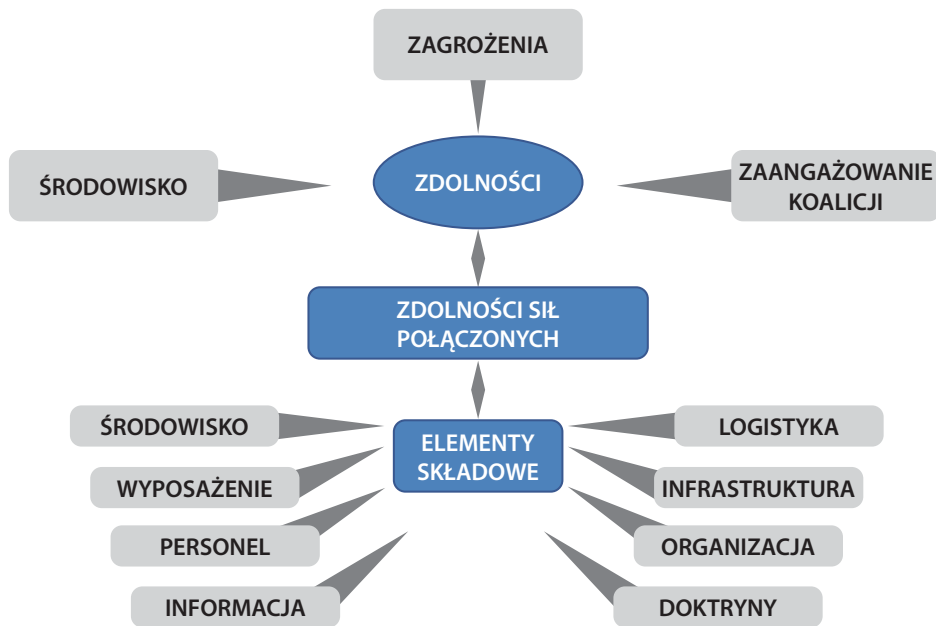 ZAGROŻENIA
ŚRODOWISKO
ZDOLNOŚCI
ZAANGAŻOWANIE
KOALICJI
ZDOLNOŚCI SIŁ
POŁĄCZONYCH
ŚRODOWISKO
ELEMENTY
SKŁADOWE
LOGISTYKA
WYPOSAŻENIE
INFRASTRUKTURA
PERSONEL
ORGANIZACJA
INFORMACJA
DOKTRYNY